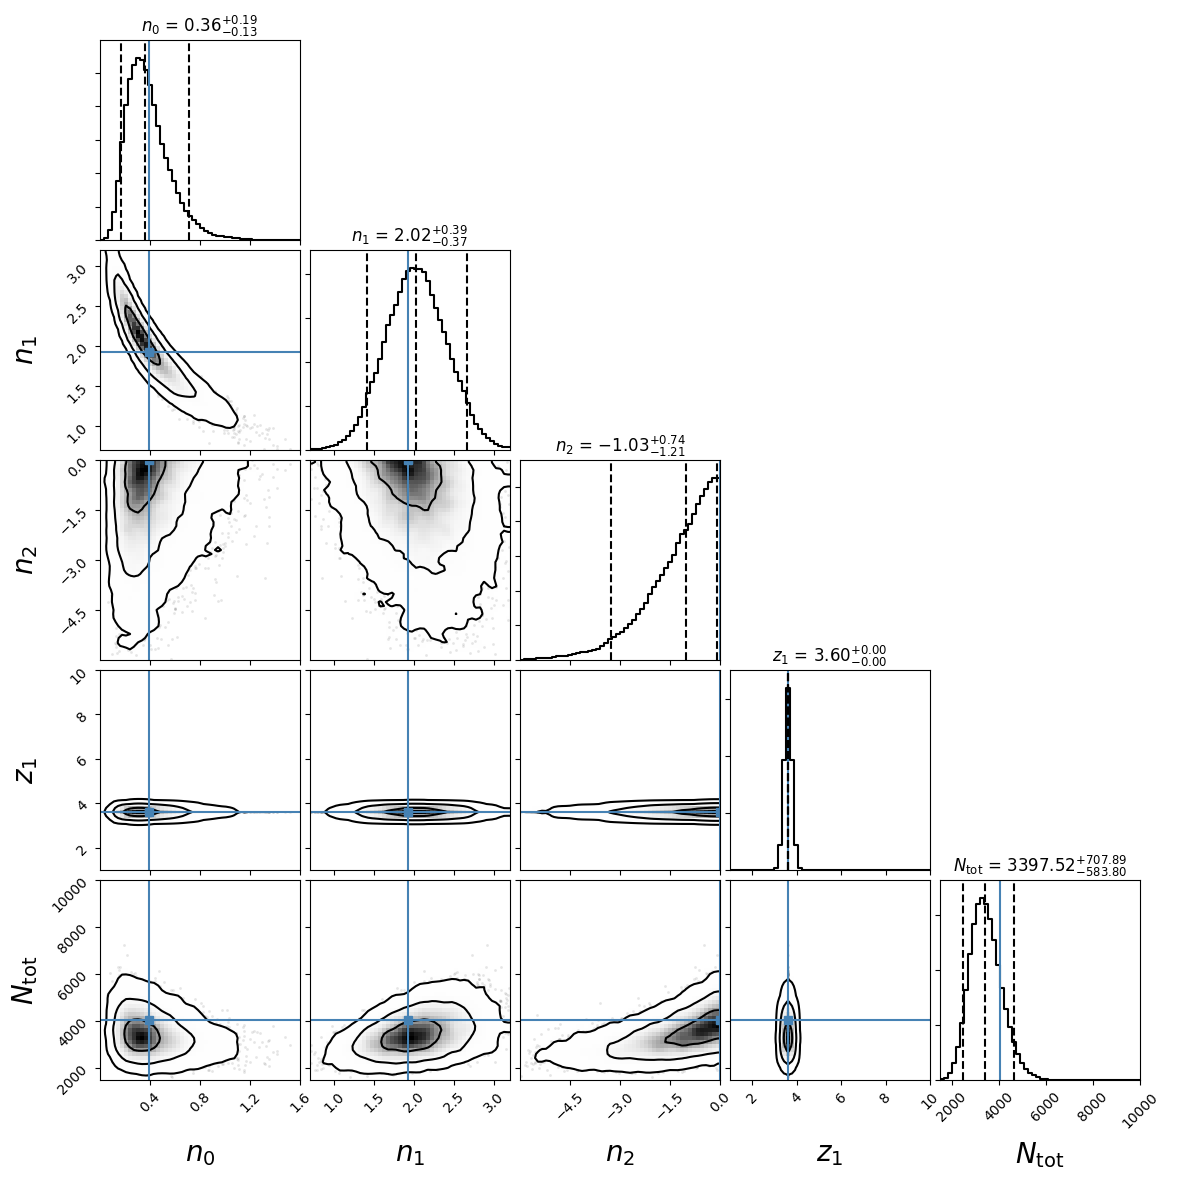 n₀ = 0.36+0.19−0.13
n₁ = 2.02+0.39−0.37
n₁
3.0
2.5
2.0
1.5
1.0
n₂ = −1.03+0.74−1.21
n₂
0.0
−1.5
−3.0
−4.5
z₁ = 3.60+0.00−0.00
z₁
10
8
6
4
2
Nₜₒₜ = 3397.52+707.89−583.80
Nₜₒₜ
10000
8000
6000
4000
2000
0.4 0.8 1.2 1.6 1.0 1.5 2.0 2.5 3.0 −4.5 −3.0 −1.5 0.0 2 4 6 8 10 2000 4000 6000 8000 10000
n₀ n₁ n₂ z₁ Nₜₒₜ